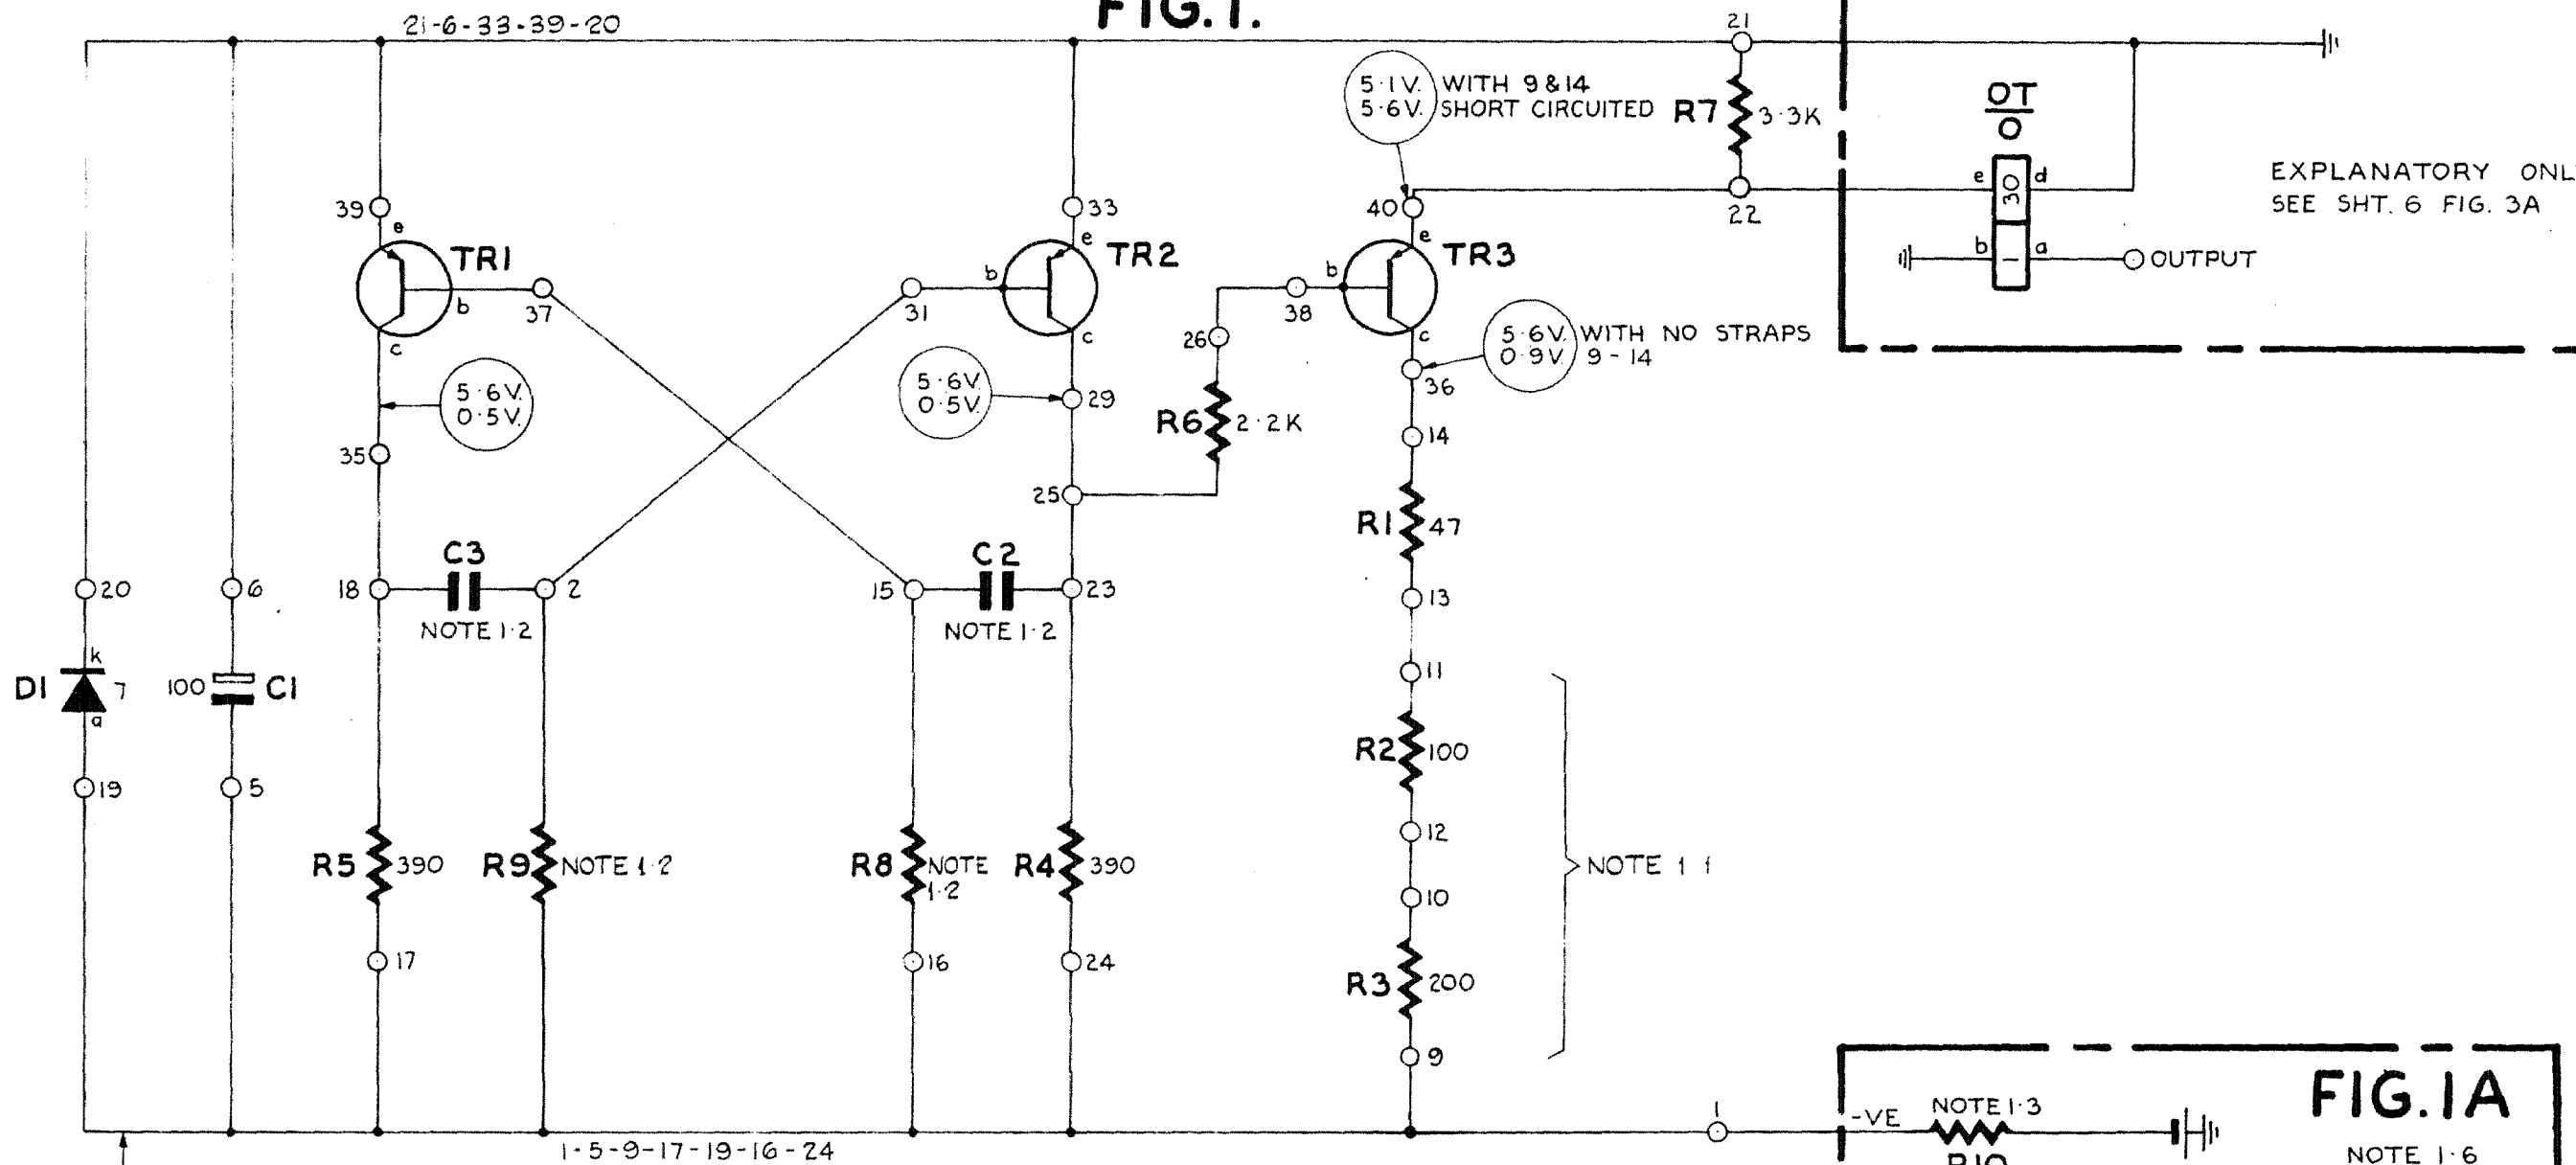 FIG. 1.
21-6-33-39-20
21
5·1V. WITH 9 & 14
5·6V. SHORT CIRCUITED
R7
3·3K
OT
O
e
30
d
EXPLANATORY
SEE SHT. 6 FIG. 3A
b
1
a
OUTPUT
22
39
e
TR1
b
37
c
33
e
TR2
b
31
c
40
e
TR3
b
38
c
26
5·6V. WITH NO STRAPS
0·9V. 9-14
36
5·6V.
0·5V.
5·6V.
0·5V.
29
R6
2·2K
14
35
25
R1
47
C3
C2
20
6
18
2
15
23
13
NOTE 1·2
NOTE 1·2
k
D1
7
a
100
C1
11
R2
100
19
5
12
R5
390
R9
NOTE 1·2
R8
NOTE
1·2
R4
390
NOTE 1·1
10
17
16
24
R3
200
9
FIG. 1A
1
-VE
NOTE 1·3
R10
NOTE 1·6
1-5-9-17-19-16-24